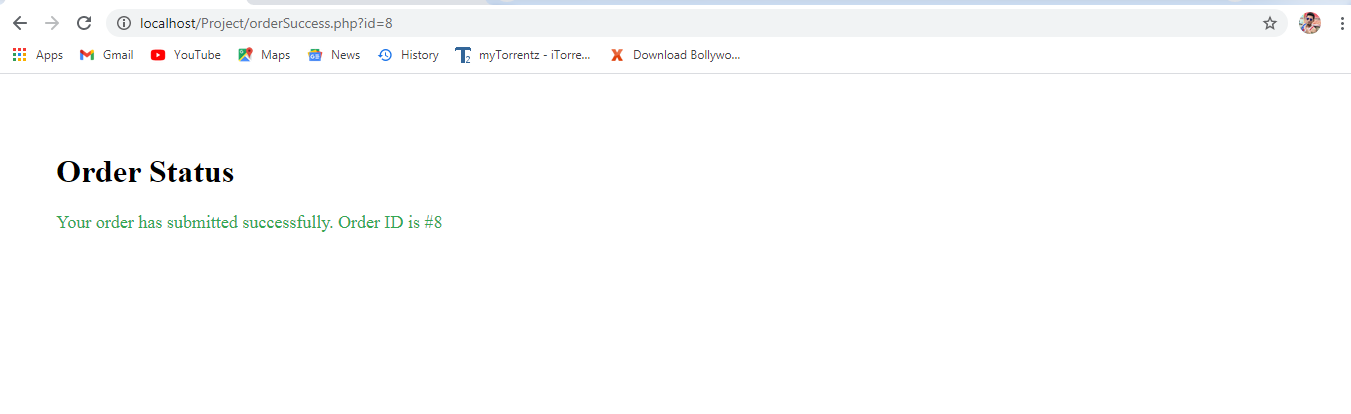 localhost/Project/orderSuccess.php?id=8
Apps Gmail YouTube Maps News History myTorrentz - iTorre... Download Bollywo...
Order Status
Your order has submitted successfully. Order ID is #8